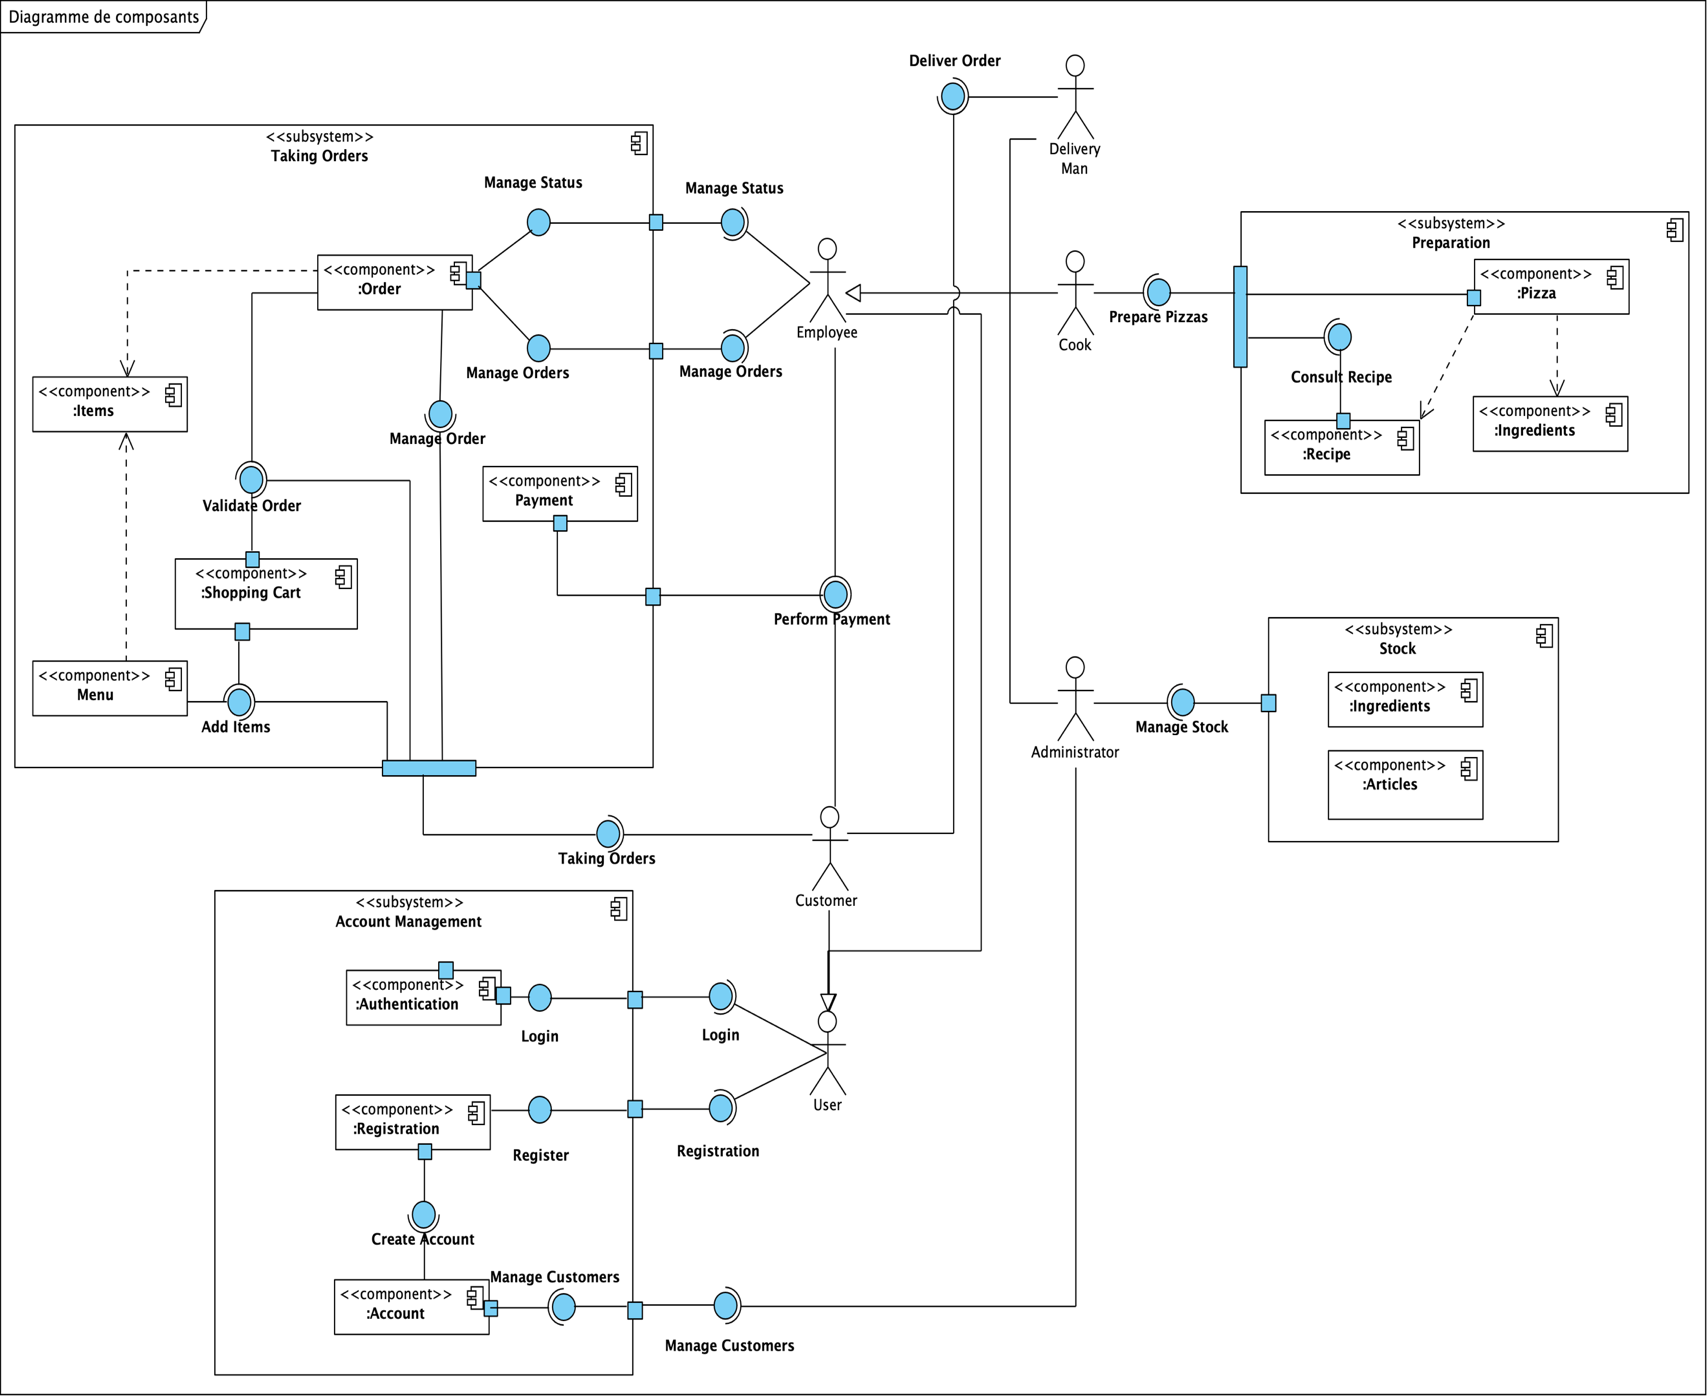 Diagramme de composants
Deliver Order
Delivery
Man
<<subsystem>>
Taking Orders
Manage Status
Manage Status
<<component>>
:Order
Manage Orders
Manage Orders
Employee
<<component>>
:Items
Manage Order
Validate Order
<<component>>
Payment
<<component>>
:Shopping Cart
Perform Payment
<<component>>
Menu
Add Items
Taking Orders
Customer
Cook
Prepare Pizzas
<<subsystem>>
Preparation
<<component>>
:Pizza
Consult Recipe
<<component>>
:Recipe
<<component>>
:Ingredients
Administrator
Manage Stock
<<subsystem>>
Stock
<<component>>
:Ingredients
<<component>>
:Articles
<<subsystem>>
Account Management
<<component>>
:Authentication
Login
Login
User
<<component>>
:Registration
Register
Registration
Create Account
<<component>>
:Account
Manage Customers
Manage Customers